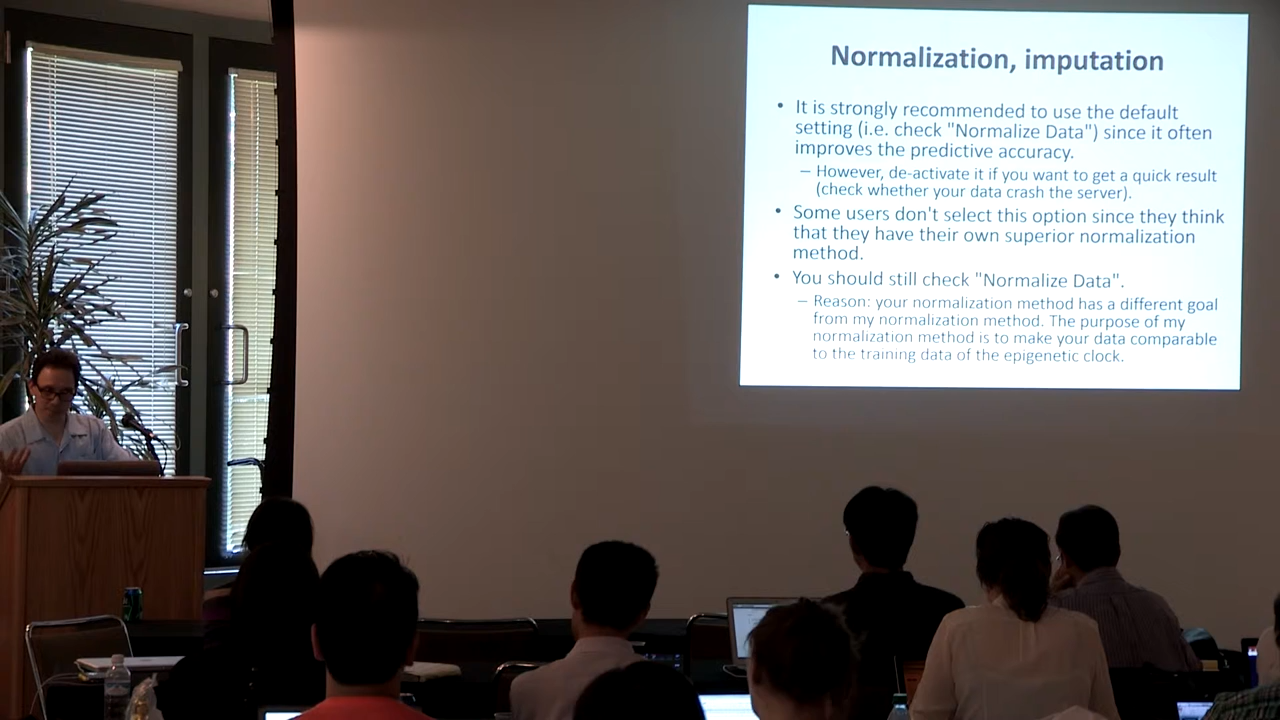 Normalization, imputation
• It is strongly recommended to use the default
setting (i.e. check "Normalize Data") since it often
improves the predictive accuracy.
– However, de-activate it if you want to get a quick result
(check whether your data crash the server).
• Some users don't select this option since they think
that they have their own superior normalization
method.
• You should still check "Normalize Data".
– Reason: your normalization method has a different goal
from my normalization method. The purpose of my
normalization method is to make your data comparable
to the training data of the epigenetic clock.